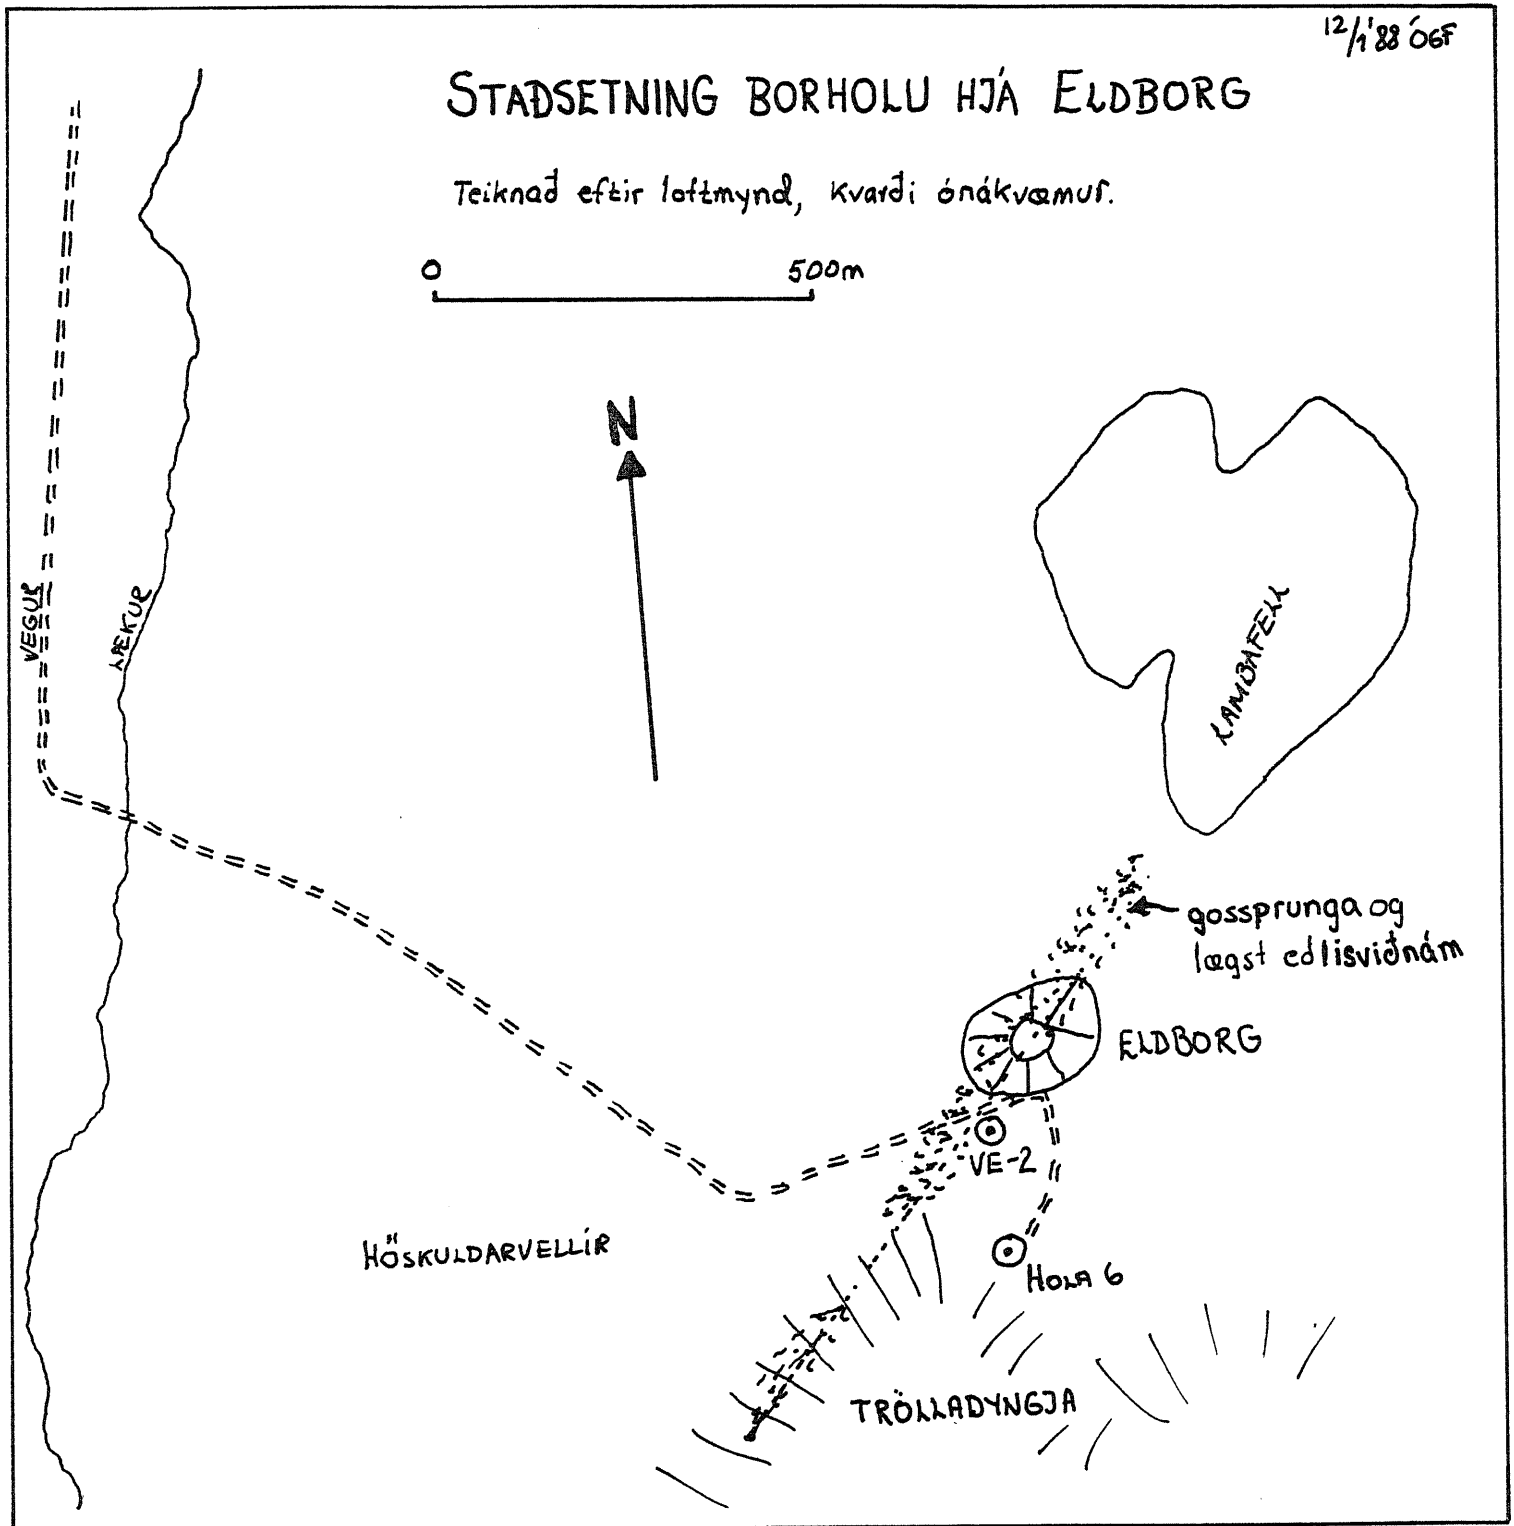 12/1'88 ÓGF
STAÐSETNING BORHOLU HJÁ ELDBORG
Teiknað eftir loftmynd, kvarði ónákvæmur.
0 500m
N
VEGUR
LÆKUR
LAMBAFELL
gossprunga og
lægst eðlisviðnám
ELDBORG
VE-2
HÖSKULDARVELLIR
HOLA 6
TRÖLLADYNGJA